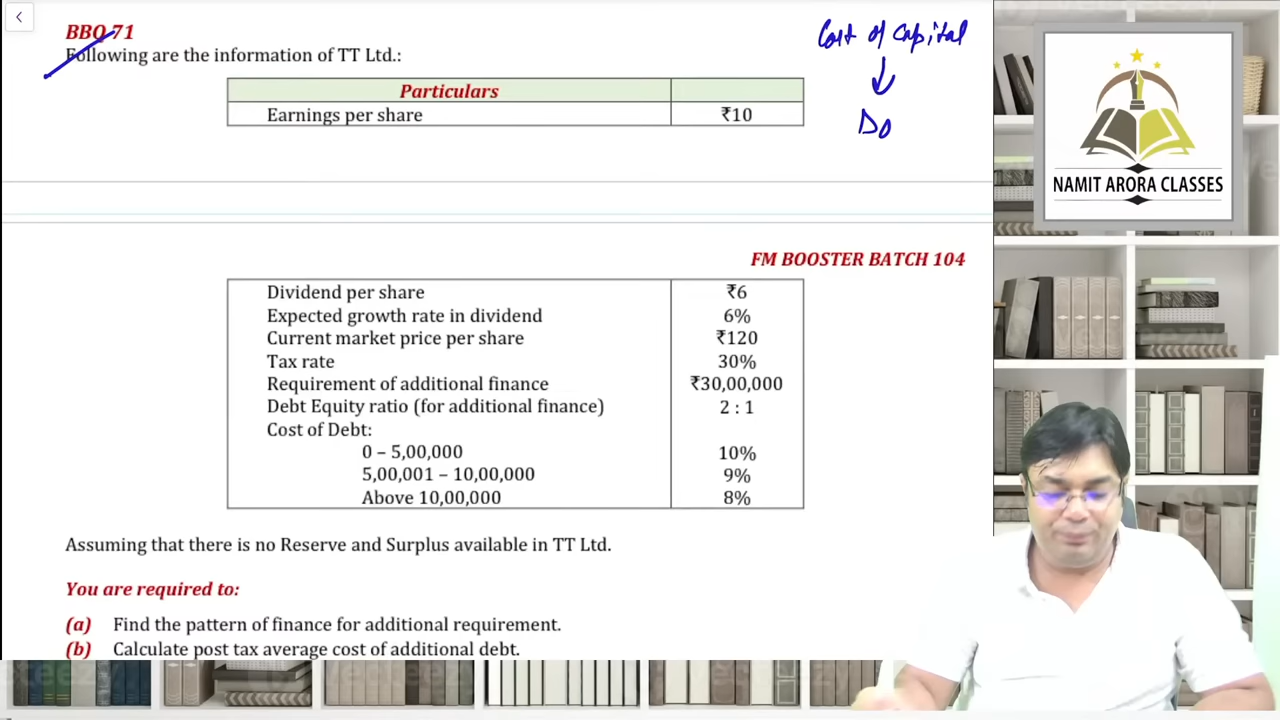 BBQ 71
Following are the information of TT Ltd.:
Cost of Capital
Do
Particulars
Earnings per share ₹10
NAMIT ARORA CLASSES
FM BOOSTER BATCH 104
Dividend per share ₹6
Expected growth rate in dividend 6%
Current market price per share ₹120
Tax rate 30%
Requirement of additional finance ₹30,00,000
Debt Equity ratio (for additional finance) 2 : 1
Cost of Debt:
0 – 5,00,000 10%
5,00,001 – 10,00,000 9%
Above 10,00,000 8%
Assuming that there is no Reserve and Surplus available in TT Ltd.
You are required to:
(a) Find the pattern of finance for additional requirement.
(b) Calculate post tax average cost of additional debt.